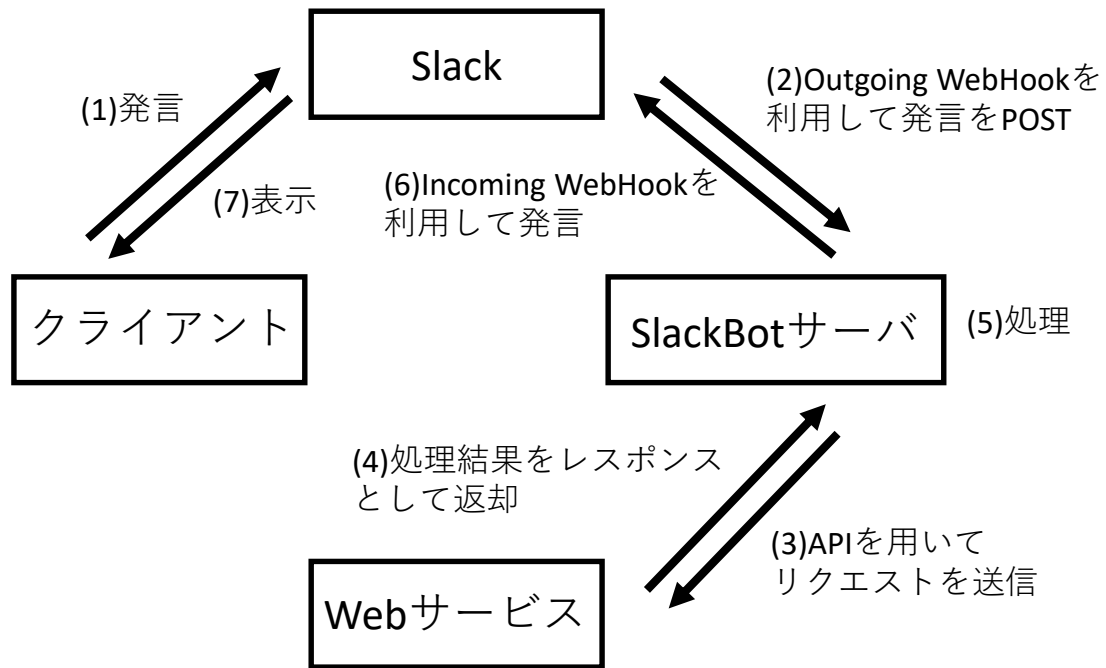 Slack
(1)発言
(2)Outgoing WebHookを
利用して発言をPOST
(6)Incoming WebHookを
利用して発言
(7)表示
クライアント
SlackBotサーバ
(5)処理
(4)処理結果をレスポンス
として返却
(3)APIを用いて
リクエストを送信
Webサービス